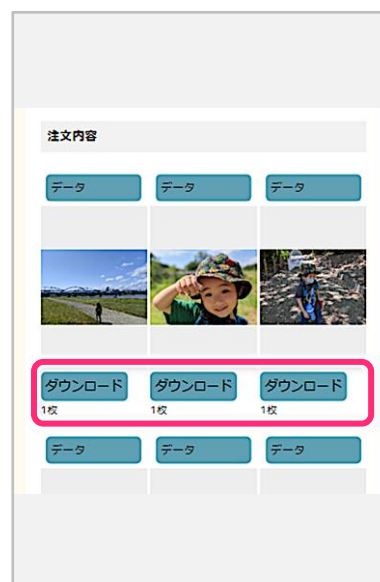 注文内容
データ データ データ
ダウンロード ダウンロード ダウンロード
1枚 1枚 1枚
データ データ データ